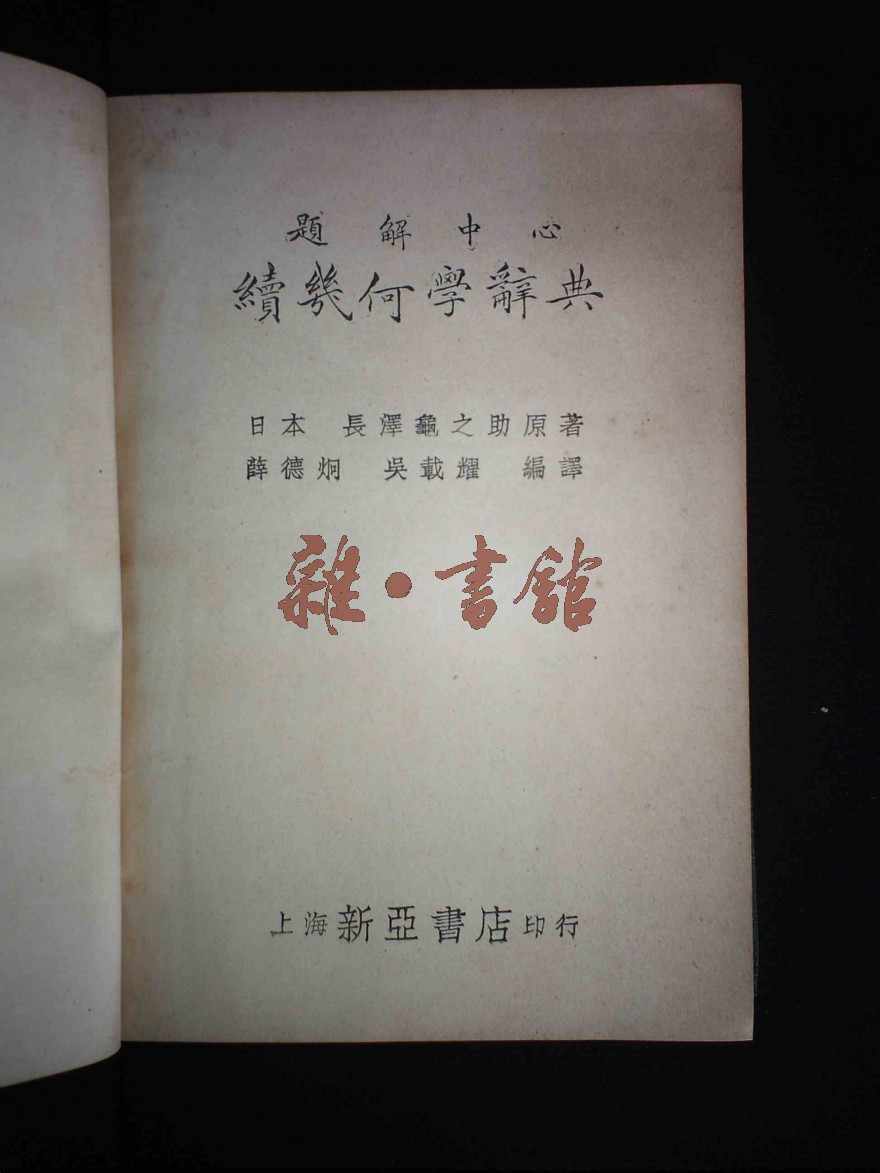 題解中心
續幾何學辭典
日本 長澤龜之助原著
薛德炯 吳載耀 編譯
雜·書館
上海新亞書店印行